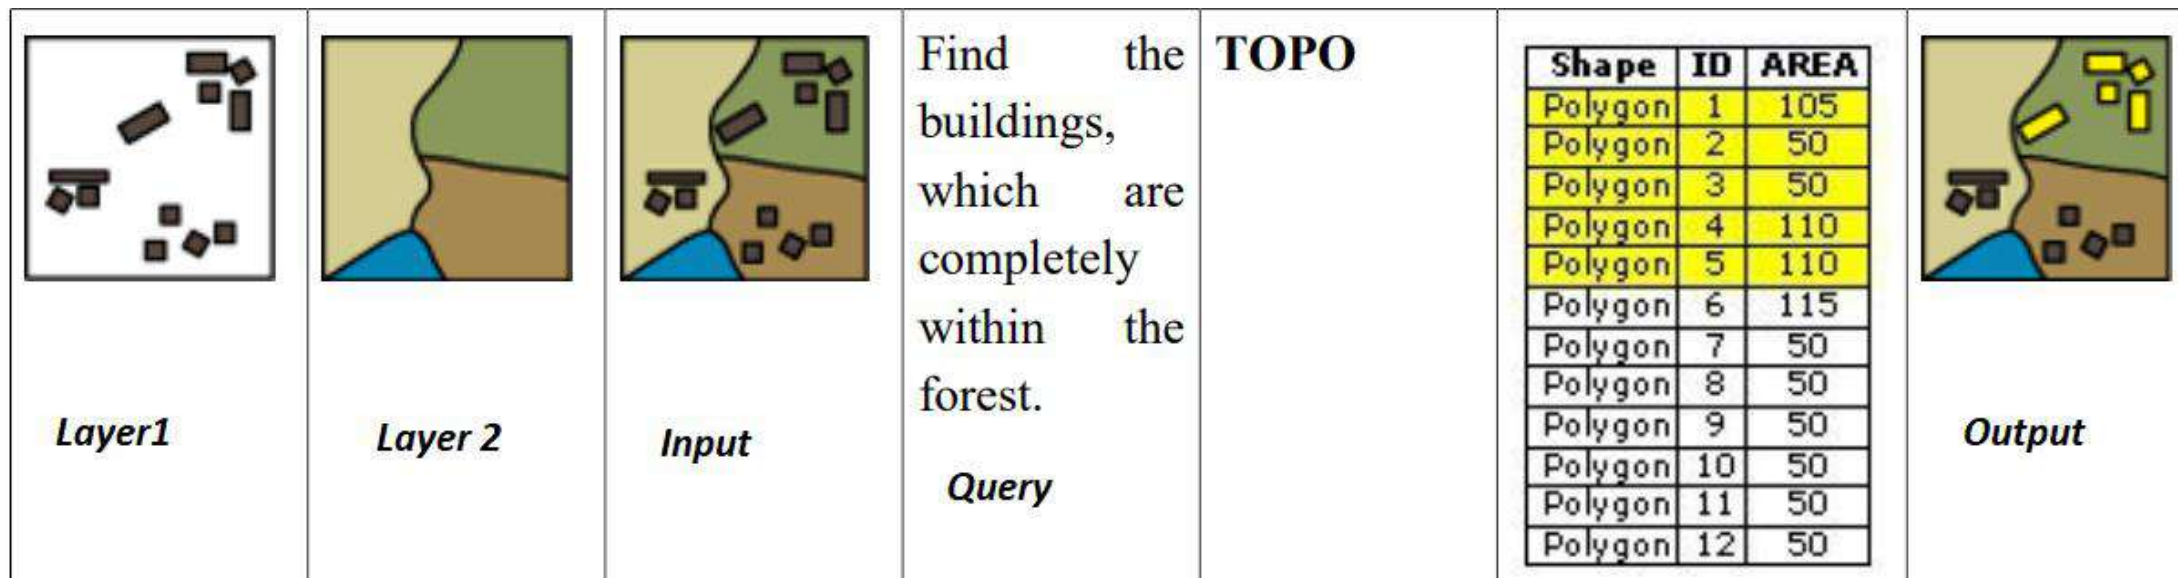 Layer1
Layer 2
Input
Find the
buildings,
which are
completely
within the
forest.
Query
TOPO
Shape ID AREA
Polygon 1 105
Polygon 2 50
Polygon 3 50
Polygon 4 110
Polygon 5 110
Polygon 6 115
Polygon 7 50
Polygon 8 50
Polygon 9 50
Polygon 10 50
Polygon 11 50
Polygon 12 50
Output